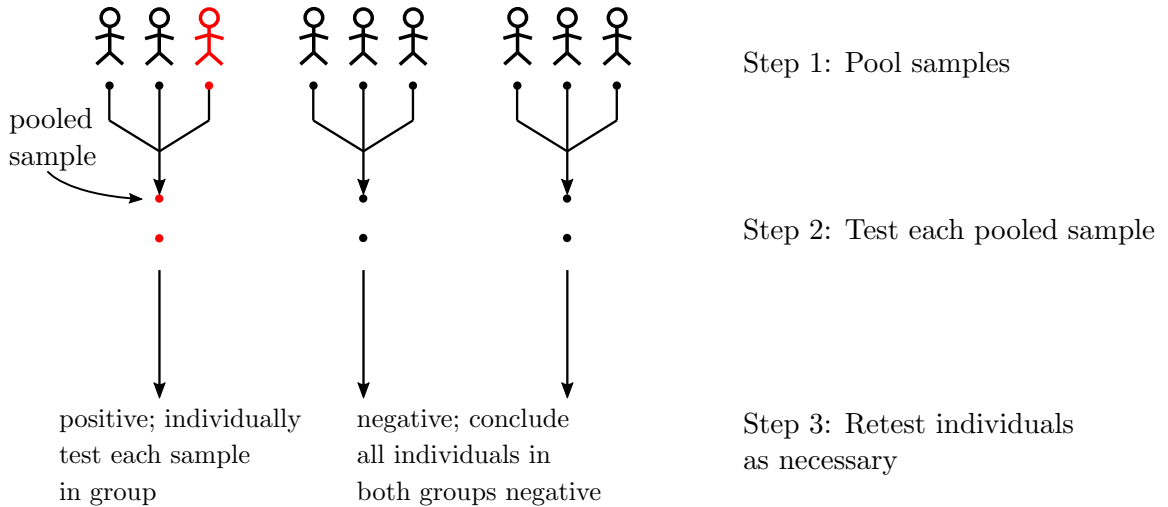 Step 1: Pool samples
pooled
sample
Step 2: Test each pooled sample
positive; individually
test each sample
in group
negative; conclude
all individuals in
both groups negative
Step 3: Retest individuals
as necessary